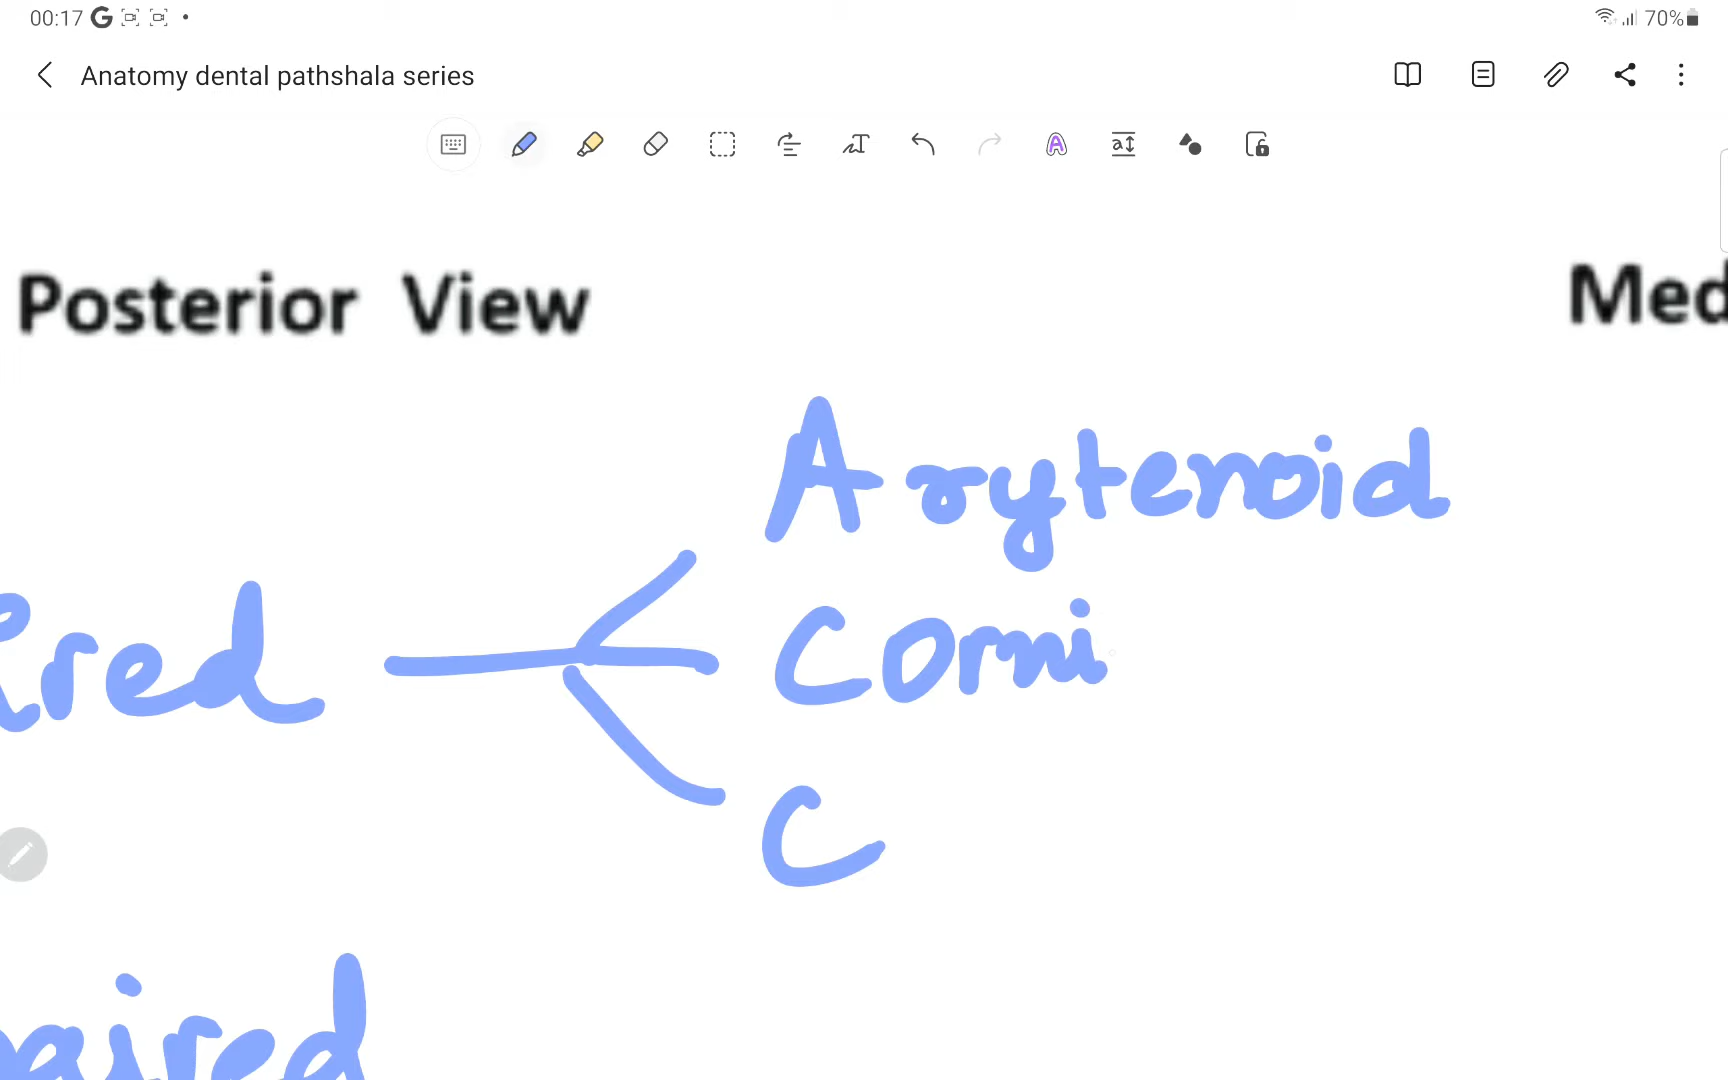 00:17 G 70%
Anatomy dental pathshala series
Posterior View Med
Arytenoid
ired
Corni
C
aired